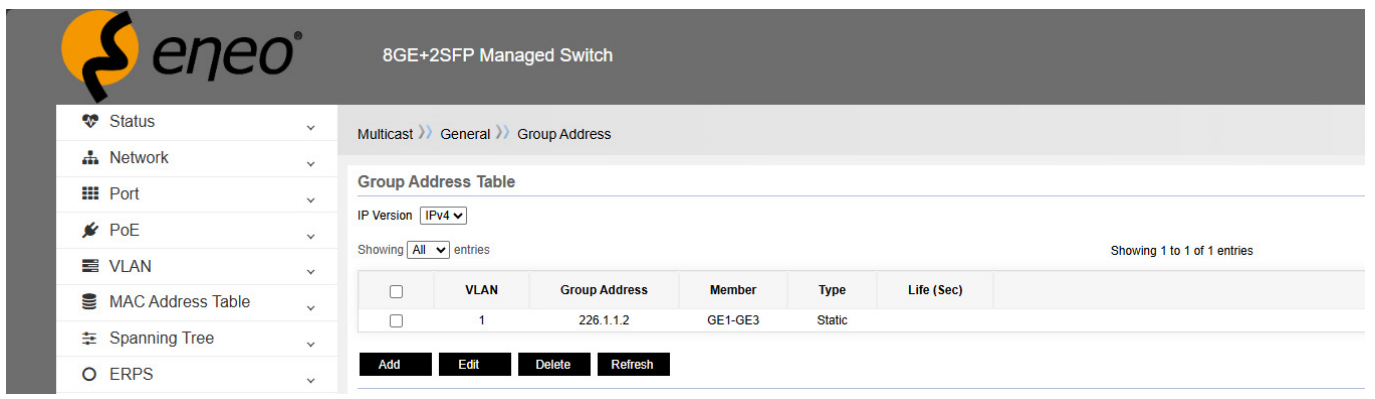 eneo®
8GE+2SFP Managed Switch
Status
Network
Port
PoE
VLAN
MAC Address Table
Spanning Tree
ERPS
Multicast 》 General 》 Group Address
Group Address Table
IP Version IPv4
Showing All entries Showing 1 to 1 of 1 entries
VLAN Group Address Member Type Life (Sec)
1 226.1.1.2 GE1-GE3 Static
Add Edit Delete Refresh